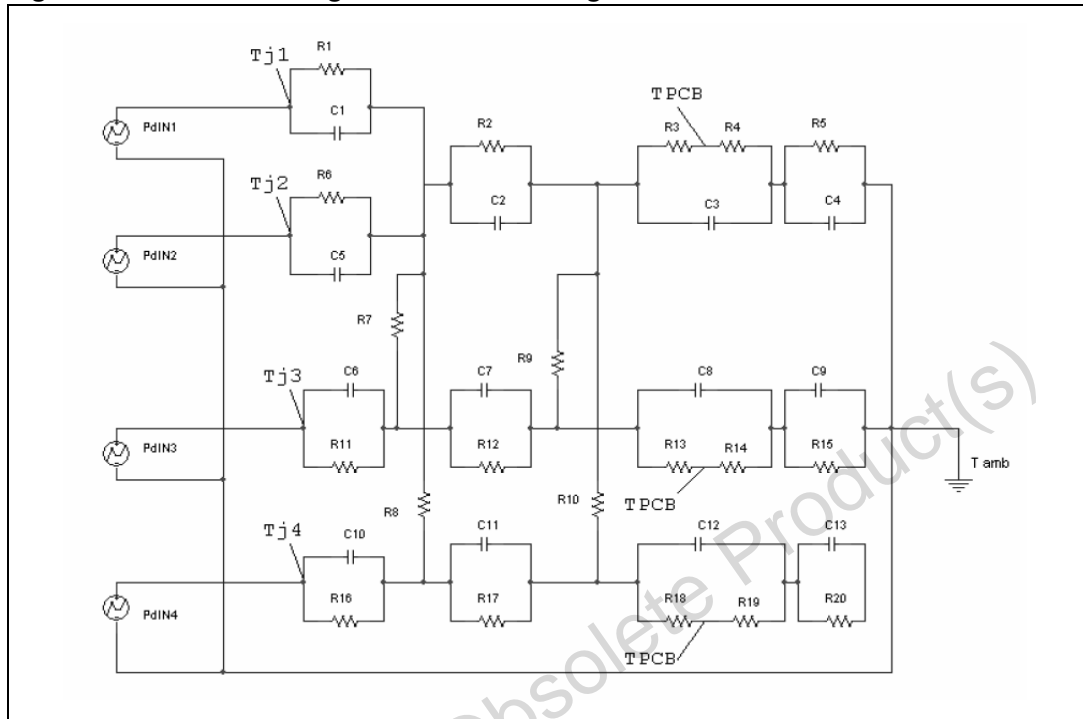 Tj1
R1
C1
PdIN1
R2
C2
TPCB
R3
R4
C3
R5
C4
Tj2
R6
C5
PdIN2
R7
R9
Tj3
C6
R11
C7
R12
C8
R13
R14
TPCB
C9
R15
PdIN3
T amb
R8
R10
Tj4
C10
R16
C11
R17
C12
R18
R19
TPCB
C13
R20
PdIN4
Obsolete Product(s)